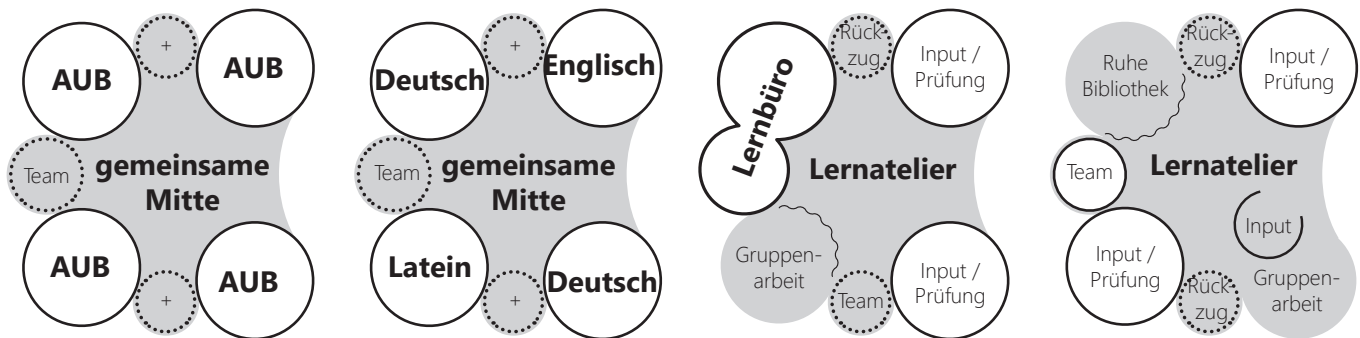 +
AUB
AUB
Team
gemeinsame
Mitte
AUB
AUB
+
+
Deutsch
Englisch
Team
gemeinsame
Mitte
Latein
Deutsch
+
Lernbüro
Rück-
zug
Input /
Prüfung
Lernatelier
Gruppen-
arbeit
Team
Input /
Prüfung
Ruhe
Bibliothek
Rück-
zug
Input /
Prüfung
Team
Lernatelier
Input
Input /
Prüfung
Rück-
zug
Gruppen-
arbeit